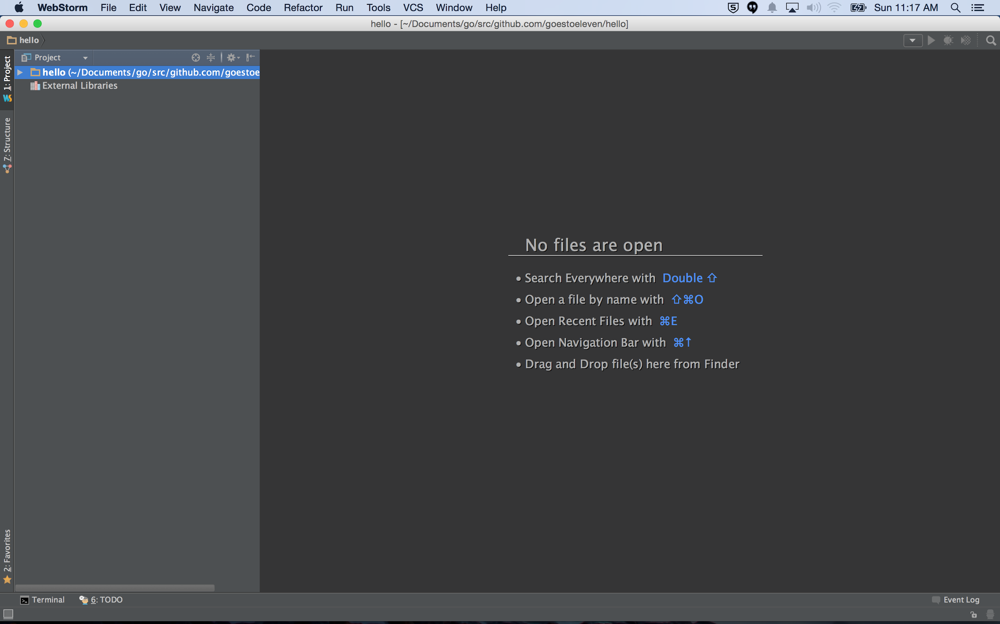 WebStorm File Edit View Navigate Code Refactor Run Tools VCS Window Help Sun 11:17 AM
hello - [~/Documents/go/src/github.com/goestoeleven/hello]
hello
1: Project
Project
hello (~/Documents/go/src/github.com/goestoe
External Libraries
WS
7: Structure
No files are open
• Search Everywhere with Double ⇧
• Open a file by name with ⇧⌘O
• Open Recent Files with ⌘E
• Open Navigation Bar with ⌘↑
• Drag and Drop file(s) here from Finder
2: Favorites
Terminal 6: TODO Event Log